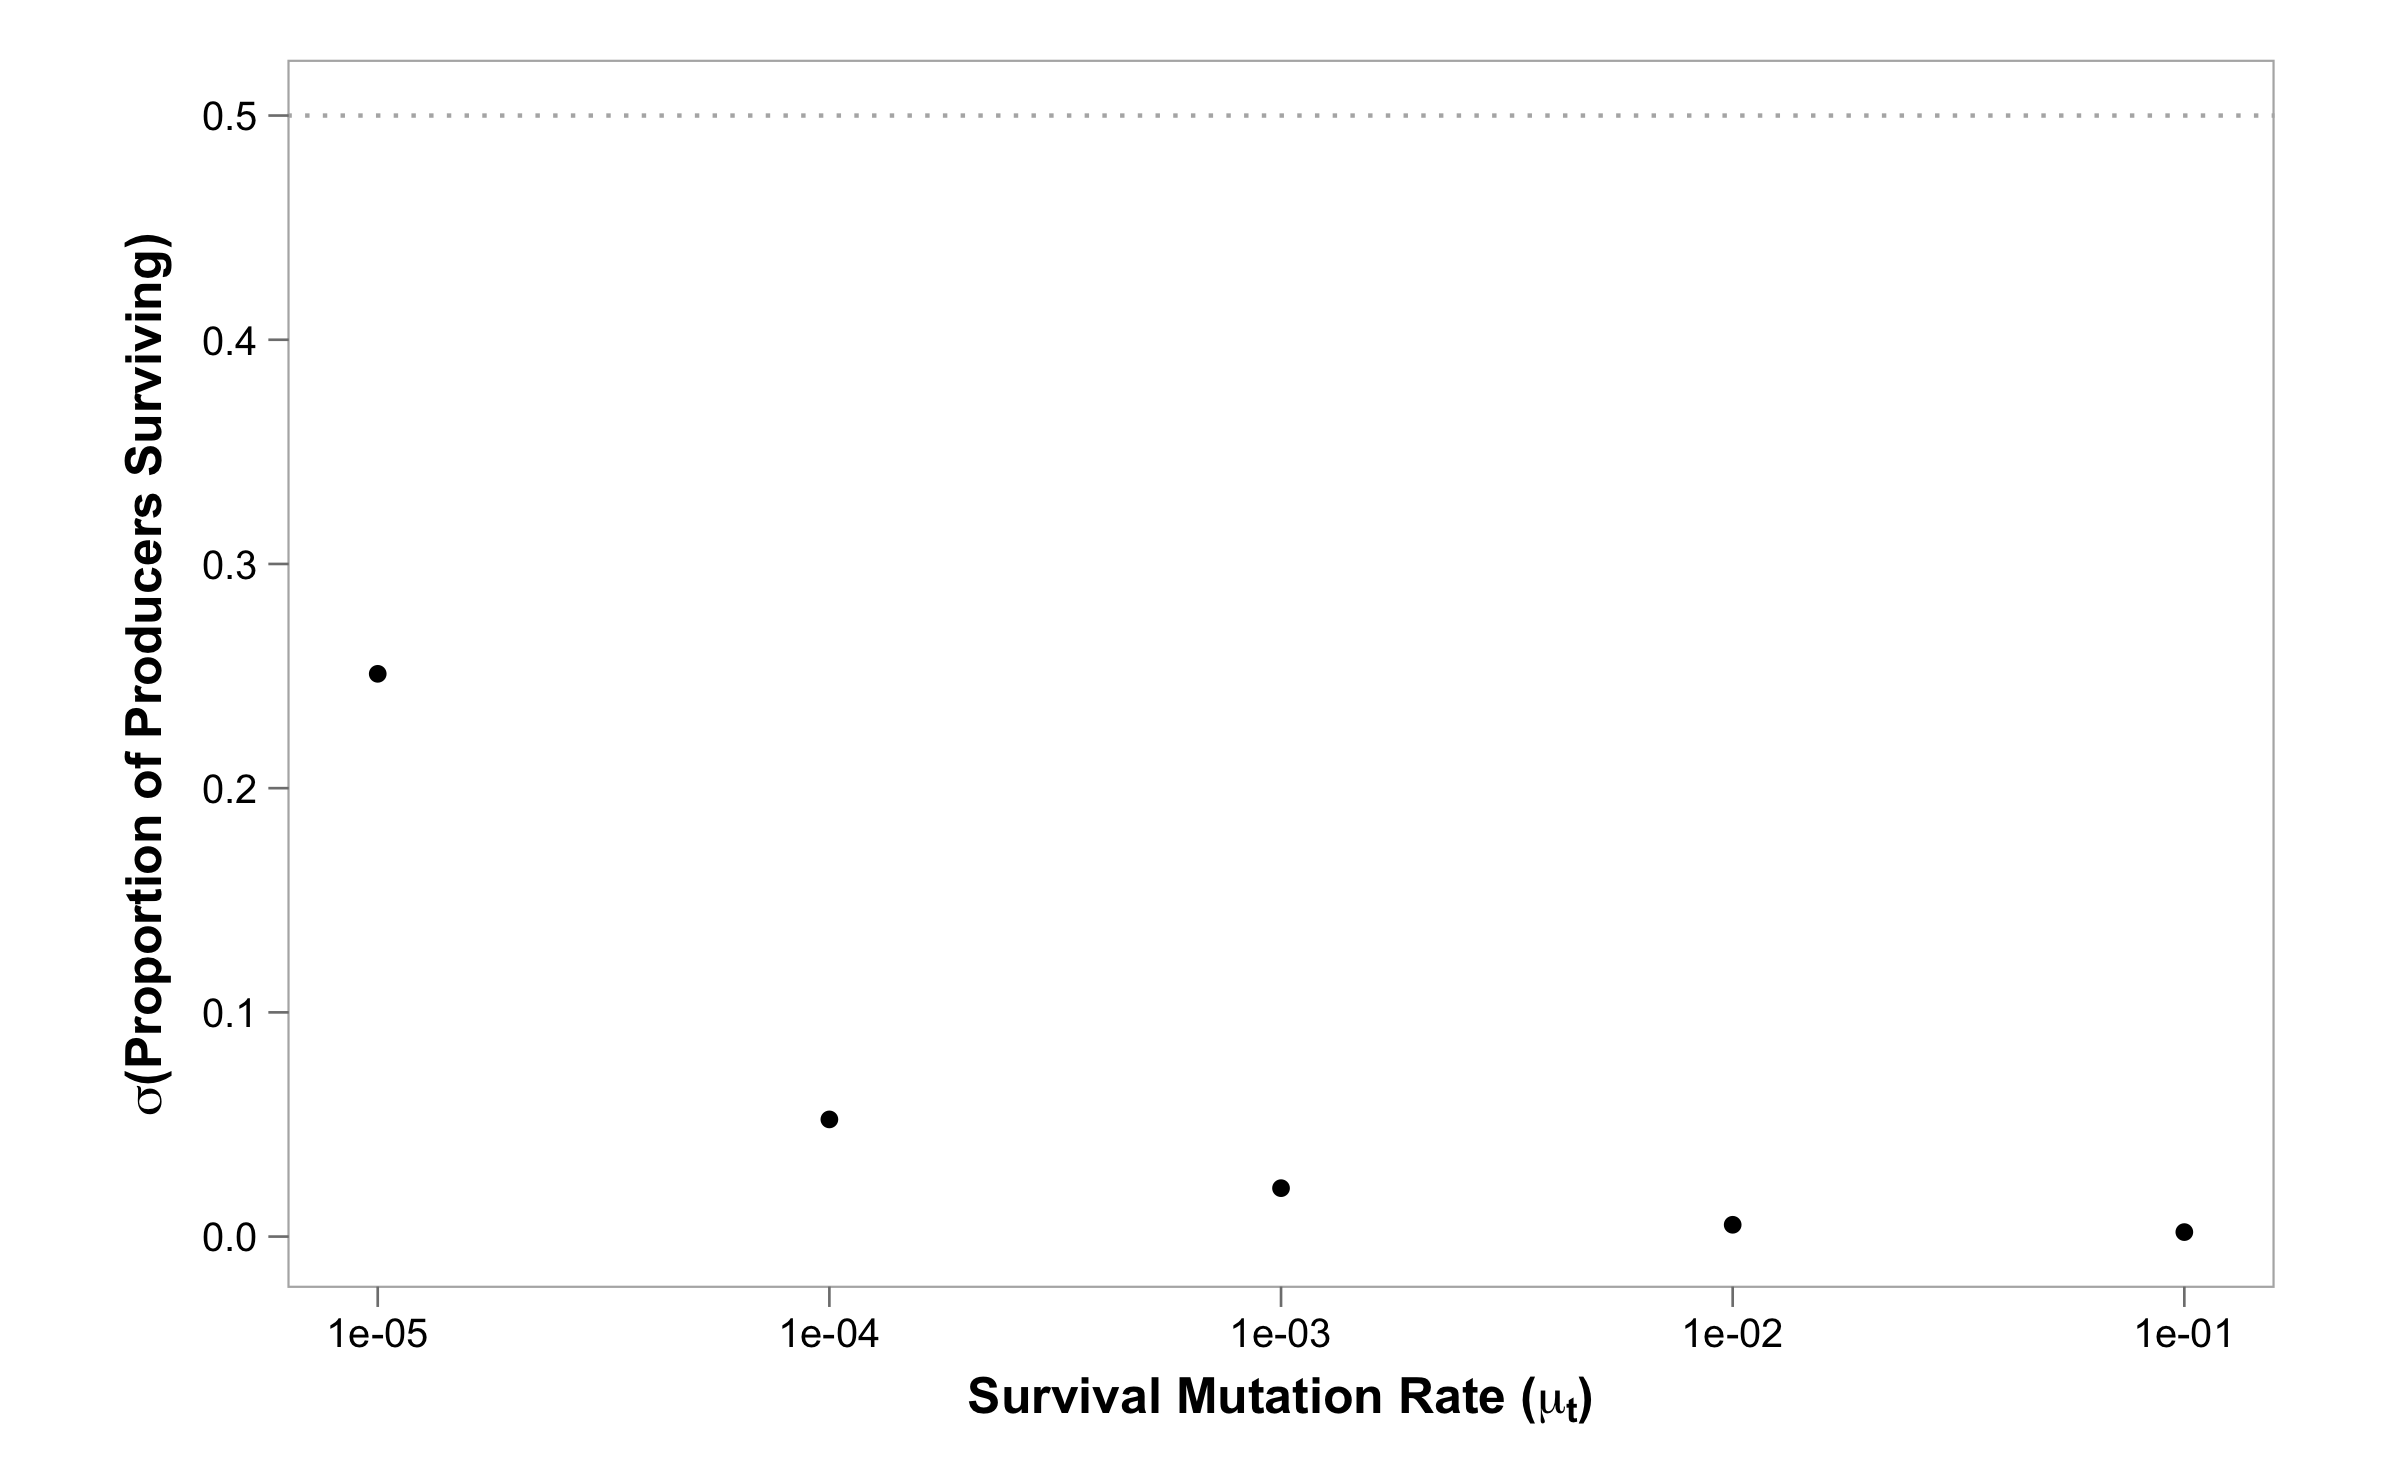 σ(Proportion of Producers Surviving)
0.5
0.4
0.3
0.2
0.1
0.0
1e-05 1e-04 1e-03 1e-02 1e-01
Survival Mutation Rate (μt)